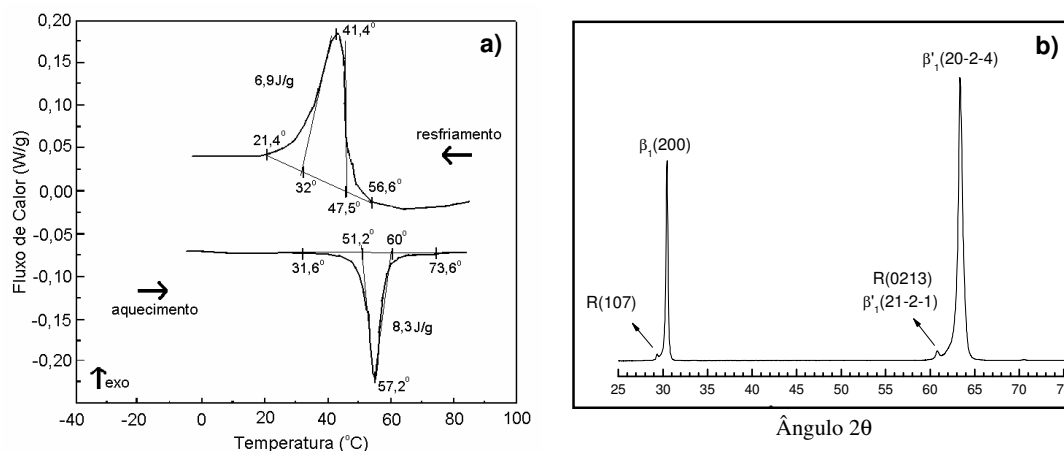 a)
Fluxo de Calor (W/g)
0,20
0,15
0,10
0,05
0,00
-0,05
-0,10
-0,15
-0,20
41,4°
6,9J/g
21,4°
resfriamento
32°
56,6°
47,5°
51,2°
60°
31,6°
73,6°
aquecimento
8,3J/g
exo
57,2°
-40
-20
0
20
40
60
80
100
Temperatura (°C)
b)
β'₁(20-2-4)
β₁(200)
R(0213)
R(107)
β'₁(21-2-1)
25
30
35
40
45
50
55
60
65
70
Ângulo 2θ